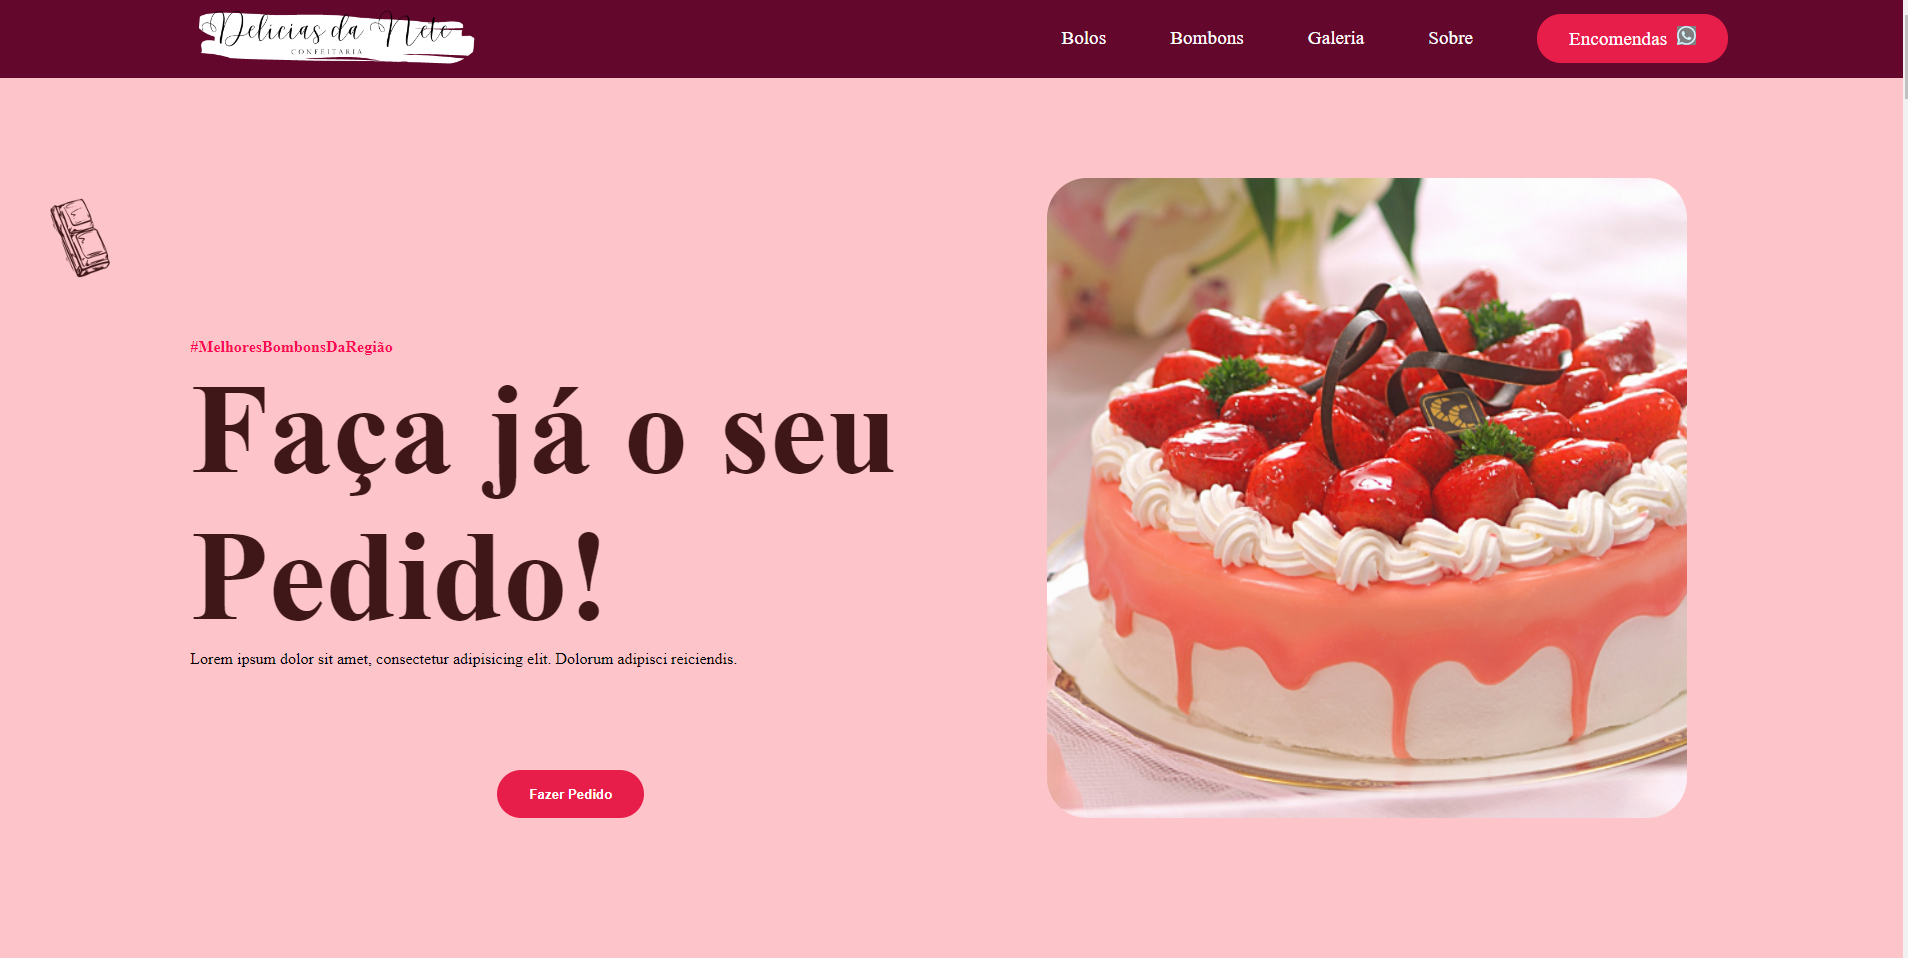 Delicias da Nete
CONFEITARIA
Bolos
Bombons
Galeria
Sobre
Encomendas
#MelhoresBombonsDaRegião
Faça já o seu
Pedido!
Lorem ipsum dolor sit amet, consectetur adipisicing elit. Dolorum adipisci reiciendis.
Fazer Pedido